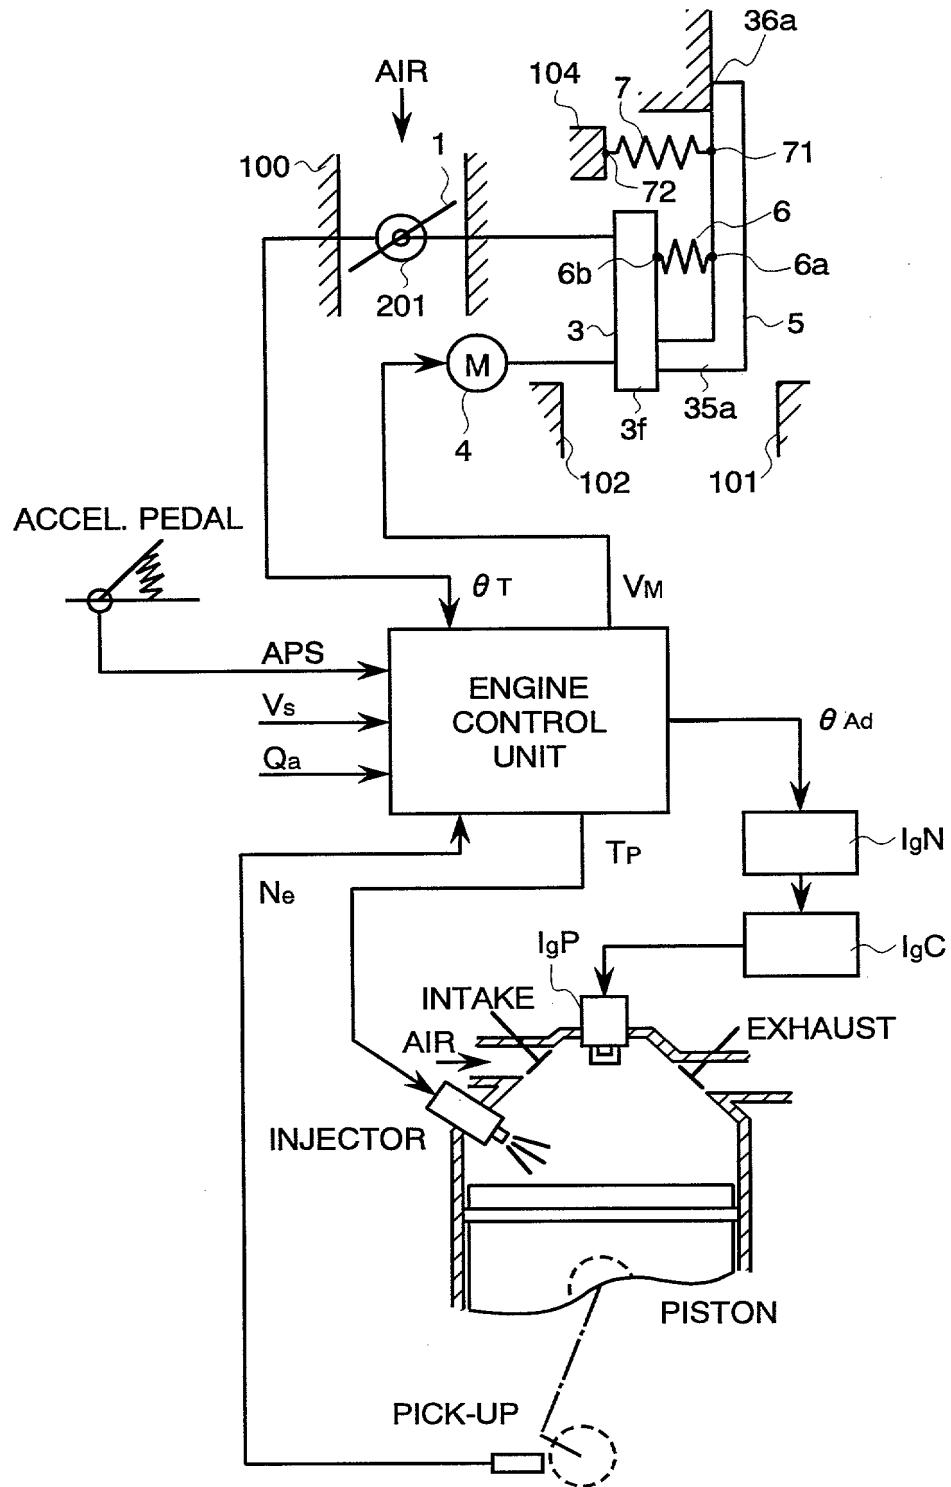 36a
AIR
104
7
100
1
71
72
6
6b
6a
201
3
5
M
35a
3f
4
102
101
ACCEL. PEDAL
θT
VM
APS
ENGINE
CONTROL
UNIT
Vs
θAd
Qa
IgN
TP
Ne
IgC
IgP
INTAKE
EXHAUST
AIR
INJECTOR
PISTON
PICK-UP